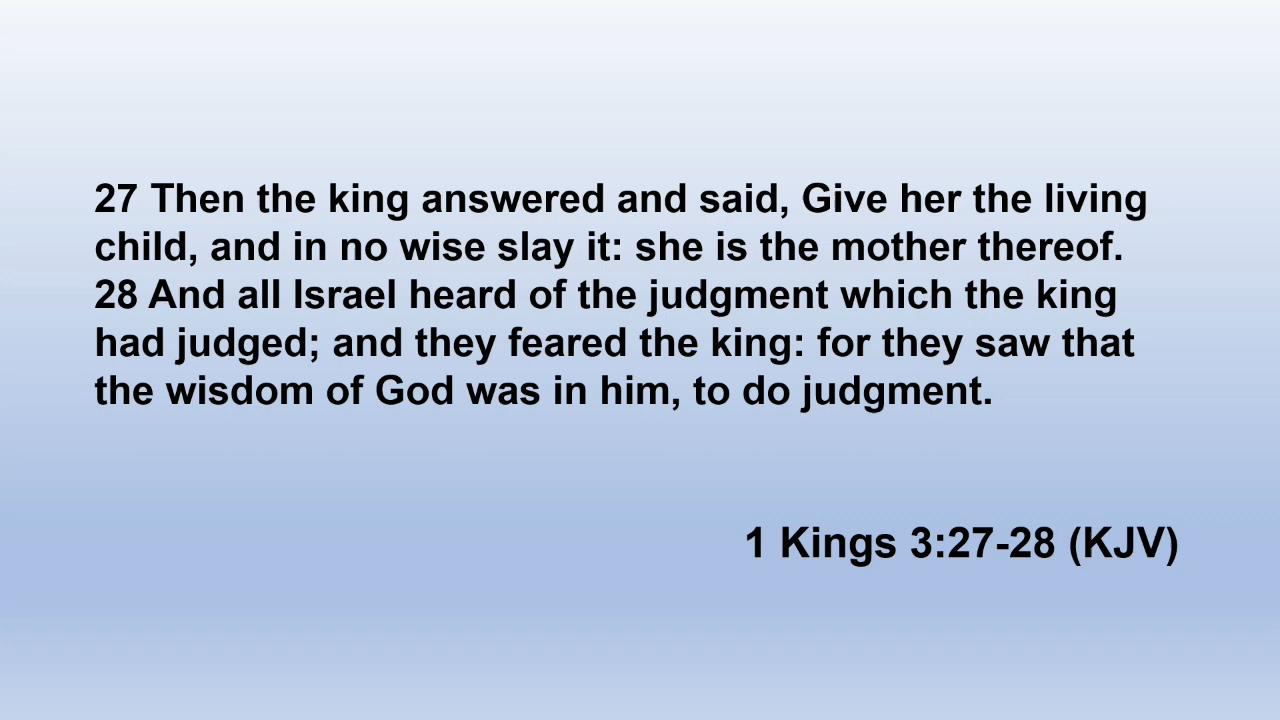 27 Then the king answered and said, Give her the living
child, and in no wise slay it: she is the mother thereof.
28 And all Israel heard of the judgment which the king
had judged; and they feared the king: for they saw that
the wisdom of God was in him, to do judgment.
1 Kings 3:27-28 (KJV)